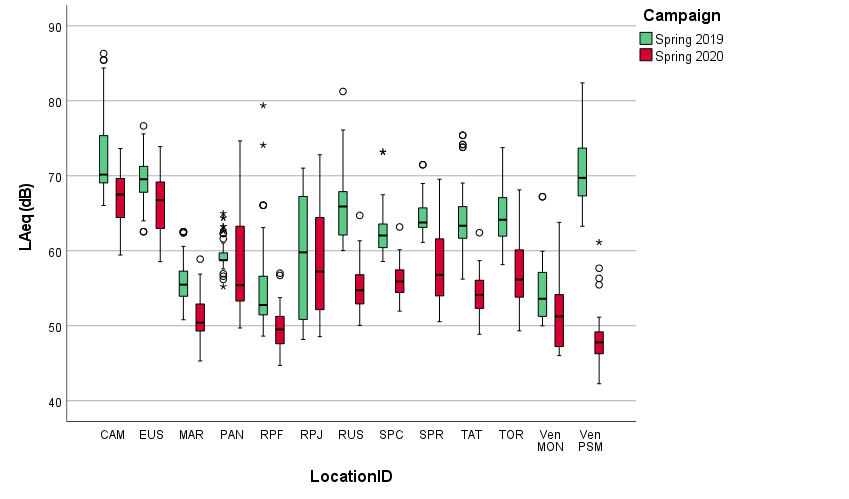 Campaign
Spring 2019
Spring 2020
LAeq (dB)
90
80
70
60
50
40
CAM EUS MAR PAN RPF RPJ RUS SPC SPR TAT TOR Ven MON Ven PSM
LocationID